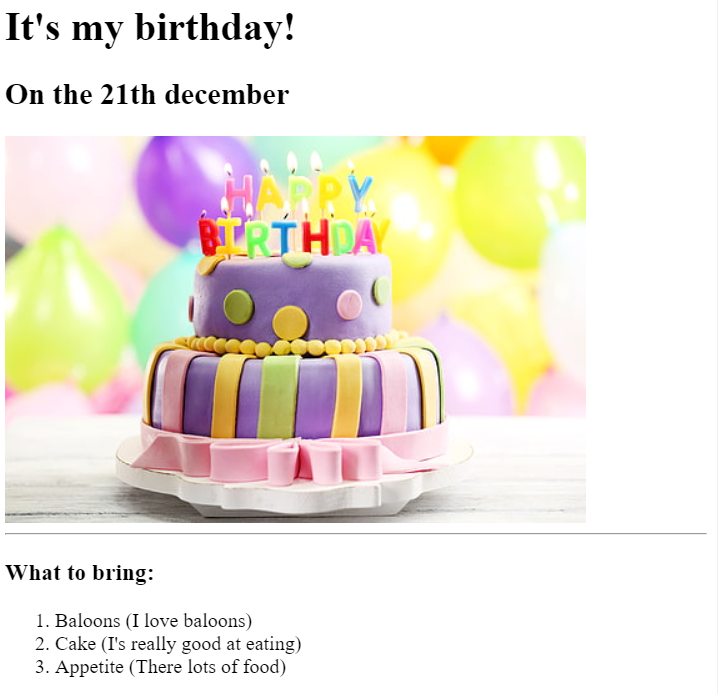 It's my birthday!
On the 21th december
HAPPY
BIRTHDAY
What to bring:
1. Baloons (I love baloons)
2. Cake (I's really good at eating)
3. Appetite (There lots of food)